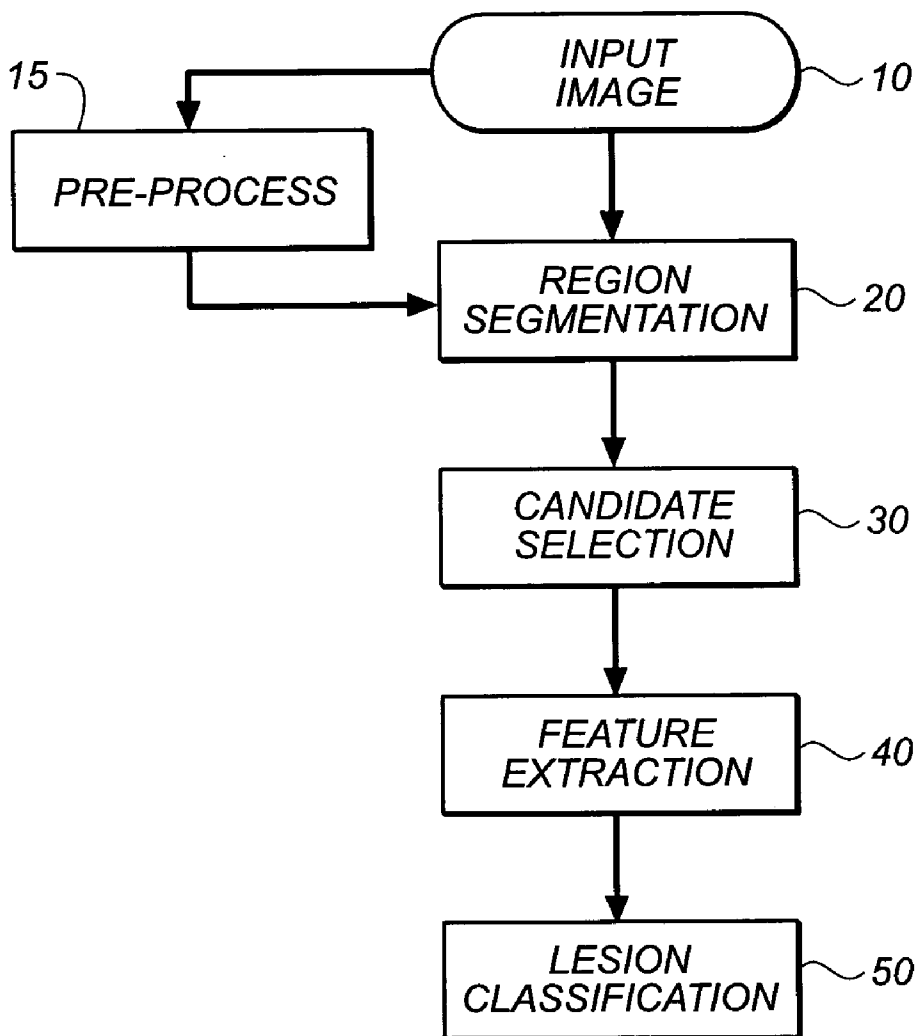 INPUT
IMAGE
10
15
PRE-PROCESS
REGION
SEGMENTATION
20
CANDIDATE
SELECTION
30
FEATURE
EXTRACTION
40
LESION
CLASSIFICATION
50